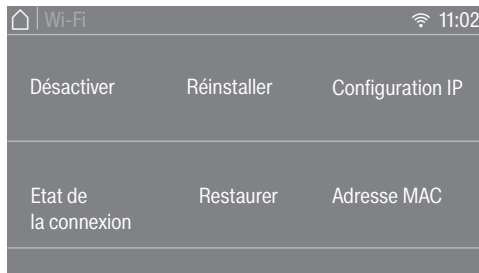 Wi-Fi 11:02
Désactiver Réinstaller Configuration IP
Etat de Restaurer Adresse MAC
la connexion